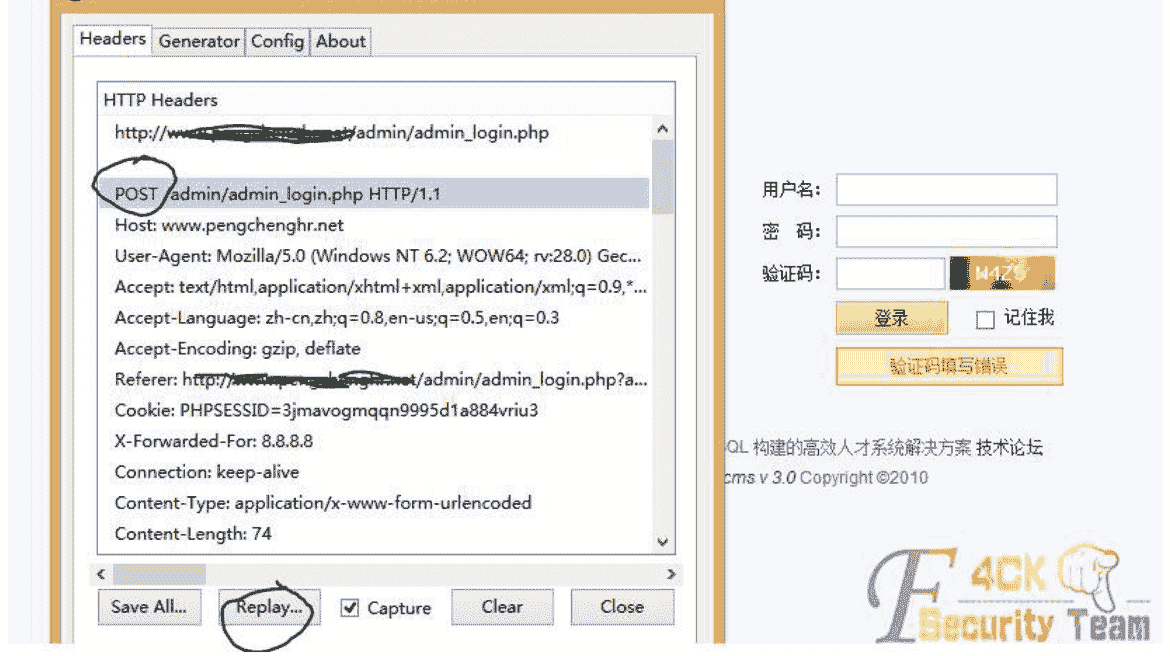 Headers Generator Config About
HTTP Headers
http:// /admin/admin_login.php
POST /admin/admin_login.php HTTP/1.1
Host: www.pengchenghr.net
User-Agent: Mozilla/5.0 (Windows NT 6.2; WOW64; rv:28.0) Gec...
Accept: text/html,application/xhtml+xml,application/xml;q=0.9,*...
Accept-Language: zh-cn,zh;q=0.8,en-us;q=0.5,en;q=0.3
Accept-Encoding: gzip, deflate
Referer: http:// /admin/admin_login.php?a...
Cookie: PHPSESSID=3jmavogmqqn9995d1a884vriu3
X-Forwarded-For: 8.8.8.8
Connection: keep-alive
Content-Type: application/x-www-form-urlencoded
Content-Length: 74
Save All... Replay... Capture Clear Close
用户名:
密 码:
验证码: W4ZS
登录 记住我
验证码填写错误
SQL 构建的高效人才系统解决方案 技术论坛
cms v 3.0 Copyright ©2010
F4CK
Security Team